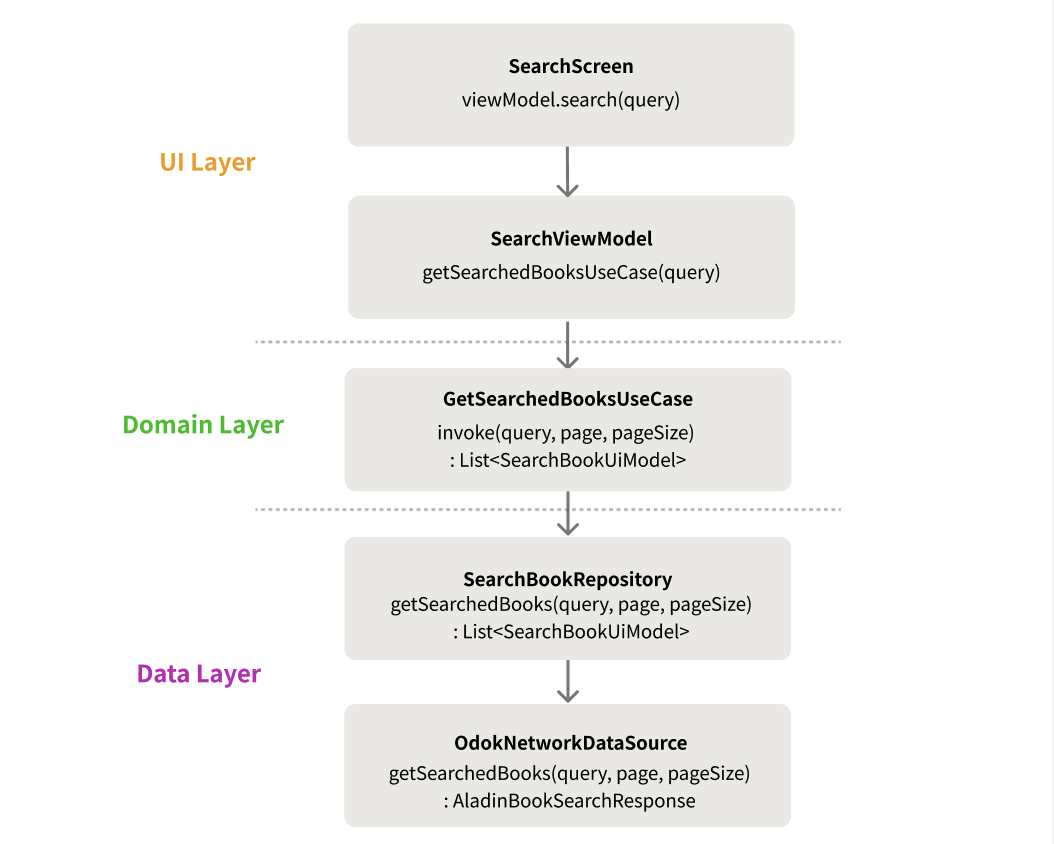 SearchScreen
viewModel.search(query)
UI Layer
SearchViewModel
getSearchedBooksUseCase(query)
GetSearchedBooksUseCase
Domain Layer
invoke(query, page, pageSize)
: List<SearchBookUiModel>
SearchBookRepository
getSearchedBooks(query, page, pageSize)
: List<SearchBookUiModel>
Data Layer
OdokNetworkDataSource
getSearchedBooks(query, page, pageSize)
: AladinBookSearchResponse